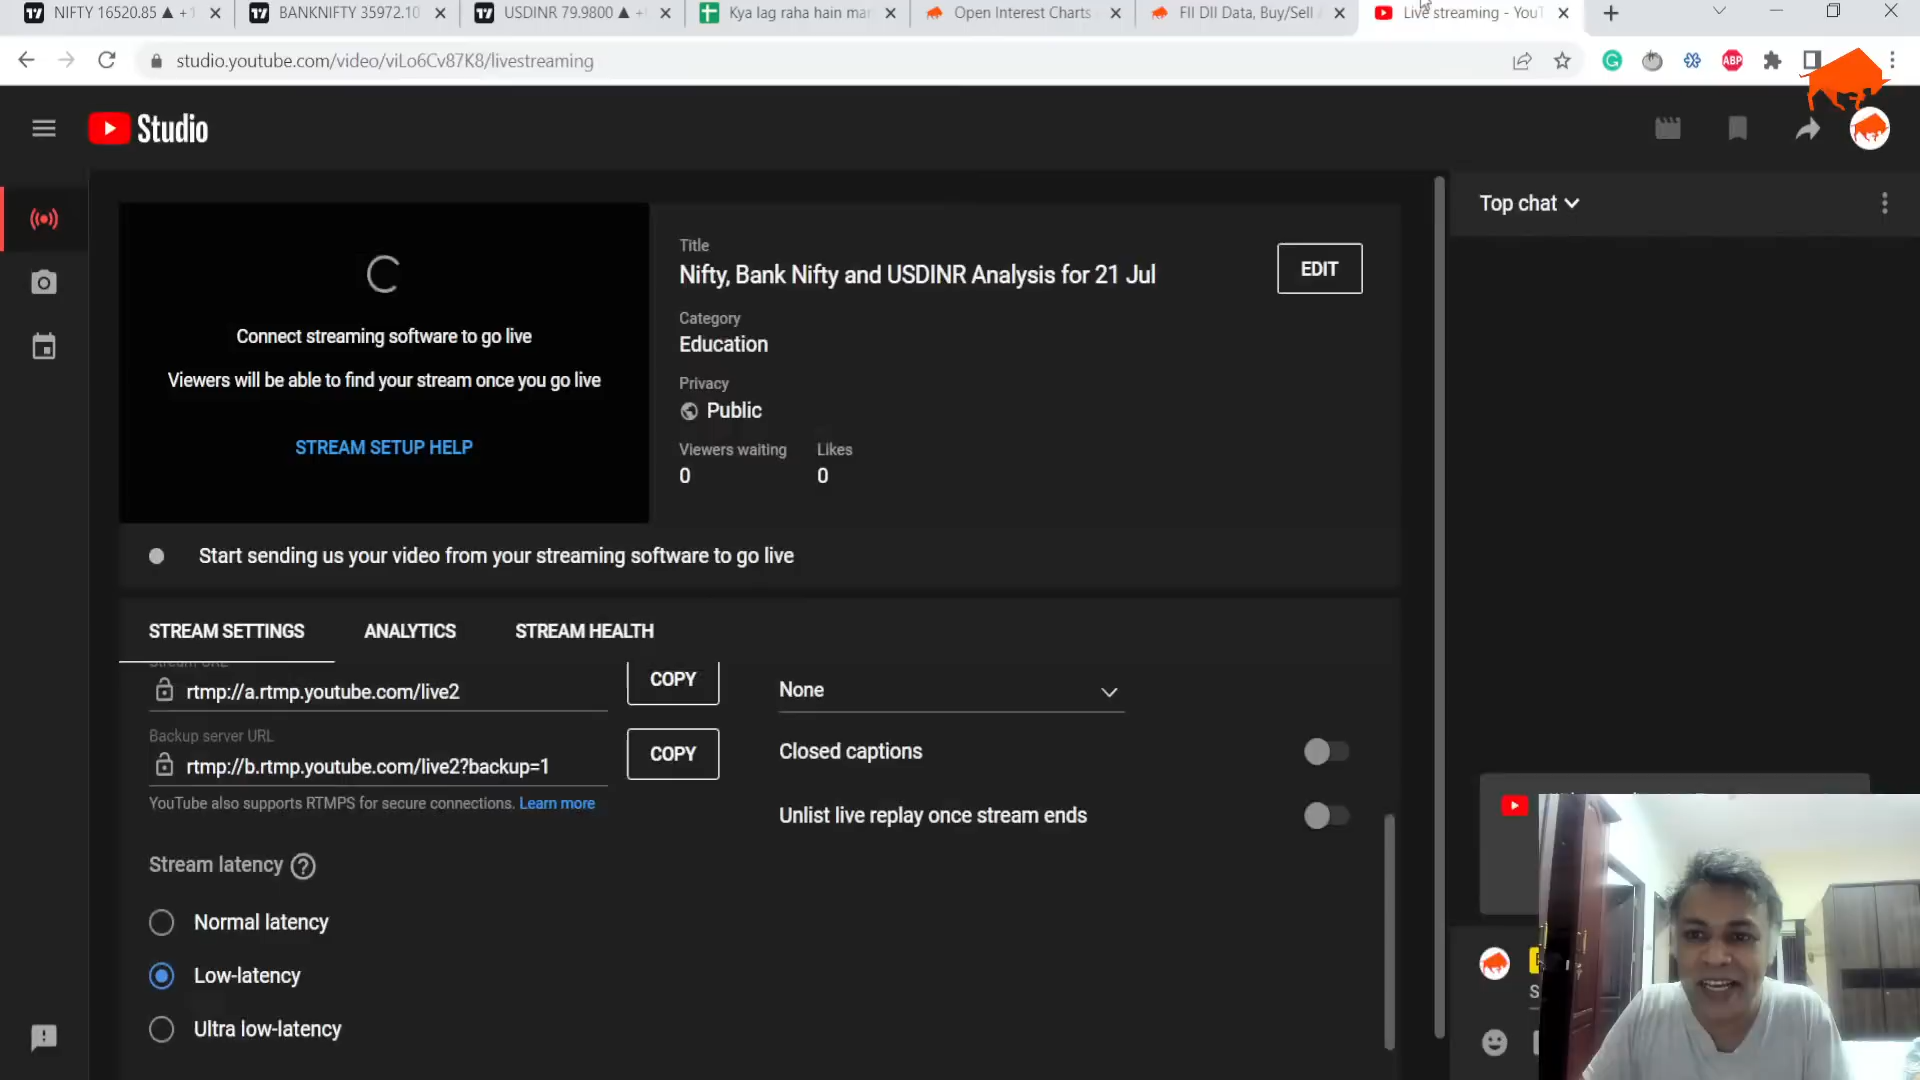 NIFTY 16520.85 ▲ +1
BANKNIFTY 35972.10
USDINR 79.9800 ▲ +
Kya lag raha hain mar
Open Interest Charts
FII DII Data, Buy/Sell
Live streaming - YouT
studio.youtube.com/video/viLo6Cv87K8/livestreaming
ABP
Studio
Top chat
Connect streaming software to go live
Viewers will be able to find your stream once you go live
STREAM SETUP HELP
Title
Nifty, Bank Nifty and USDINR Analysis for 21 Jul
EDIT
Category
Education
Privacy
Public
Viewers waiting
Likes
0
0
Start sending us your video from your streaming software to go live
STREAM SETTINGS
ANALYTICS
STREAM HEALTH
Stream URL
rtmp://a.rtmp.youtube.com/live2
COPY
None
Backup server URL
rtmp://b.rtmp.youtube.com/live2?backup=1
COPY
YouTube also supports RTMPS for secure connections. Learn more
Closed captions
Unlist live replay once stream ends
Stream latency
Normal latency
Low-latency
Ultra low-latency